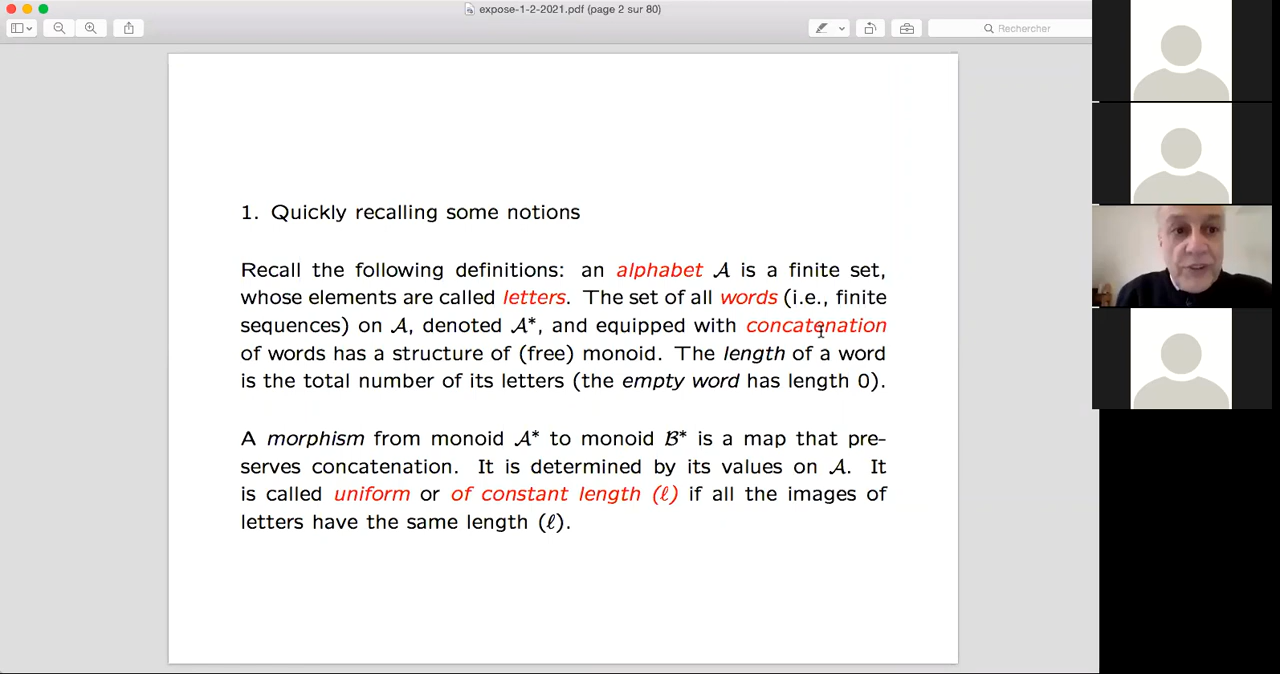 expose-1-2-2021.pdf (page 2 sur 80)
Rechercher
1. Quickly recalling some notions
Recall the following definitions: an alphabet 𝒜 is a finite set,
whose elements are called letters. The set of all words (i.e., finite
sequences) on 𝒜, denoted 𝒜*, and equipped with concatenation
of words has a structure of (free) monoid. The length of a word
is the total number of its letters (the empty word has length 0).
A morphism from monoid 𝒜* to monoid ℬ* is a map that pre-
serves concatenation. It is determined by its values on 𝒜. It
is called uniform or of constant length (ℓ) if all the images of
letters have the same length (ℓ).